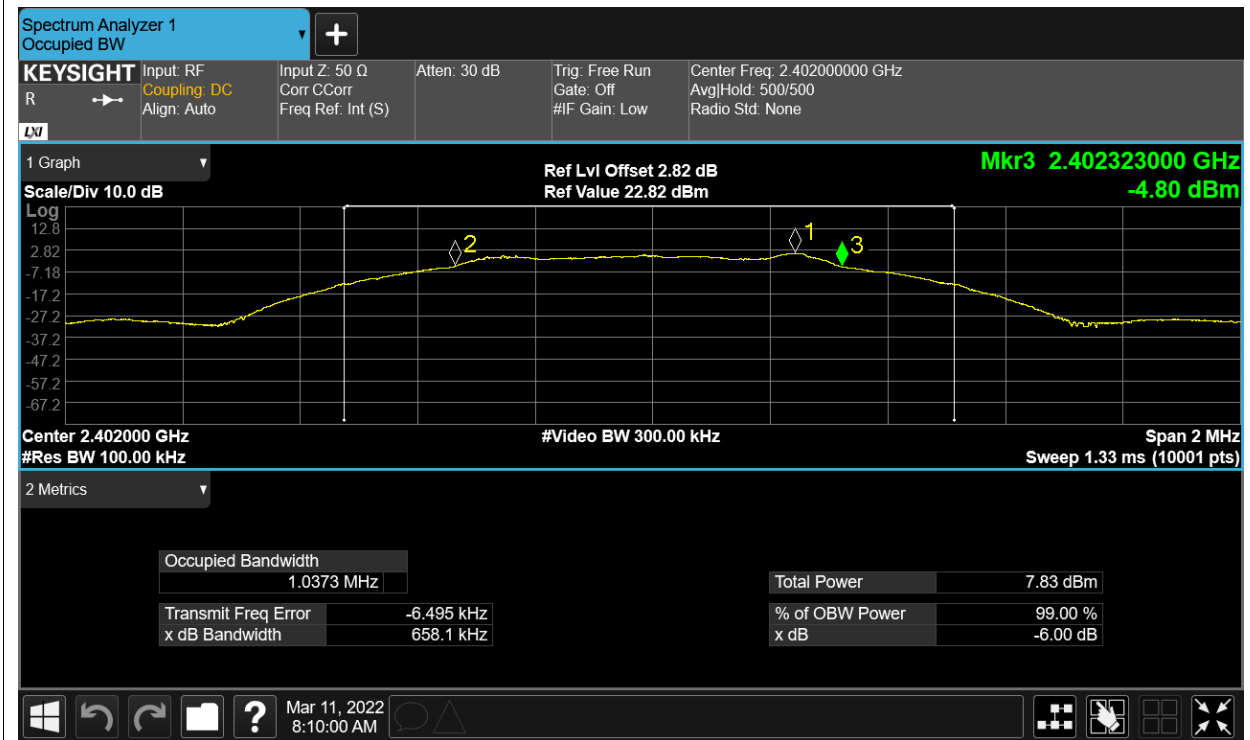 Spectrum Analyzer 1
Occupied BW
+
KEYSIGHT
R
LXI
Input: RF
Coupling: DC
Align: Auto
Input Z: 50 Ω
Corr CCorr
Freq Ref: Int (S)
Atten: 30 dB
Trig: Free Run
Gate: Off
#IF Gain: Low
Center Freq: 2.402000000 GHz
Avg|Hold: 500/500
Radio Std: None
1 Graph
Scale/Div 10.0 dB
Ref Lvl Offset 2.82 dB
Ref Value 22.82 dBm
Mkr3 2.402323000 GHz
-4.80 dBm
Log
12.8
2.82
-7.18
-17.2
-27.2
-37.2
-47.2
-57.2
-67.2
2
1
3
Center 2.402000 GHz
#Res BW 100.00 kHz
#Video BW 300.00 kHz
Span 2 MHz
Sweep 1.33 ms (10001 pts)
2 Metrics
Occupied Bandwidth
1.0373 MHz
Transmit Freq Error -6.495 kHz
x dB Bandwidth 658.1 kHz
Total Power 7.83 dBm
% of OBW Power 99.00 %
x dB -6.00 dB
?
Mar 11, 2022
8:10:00 AM